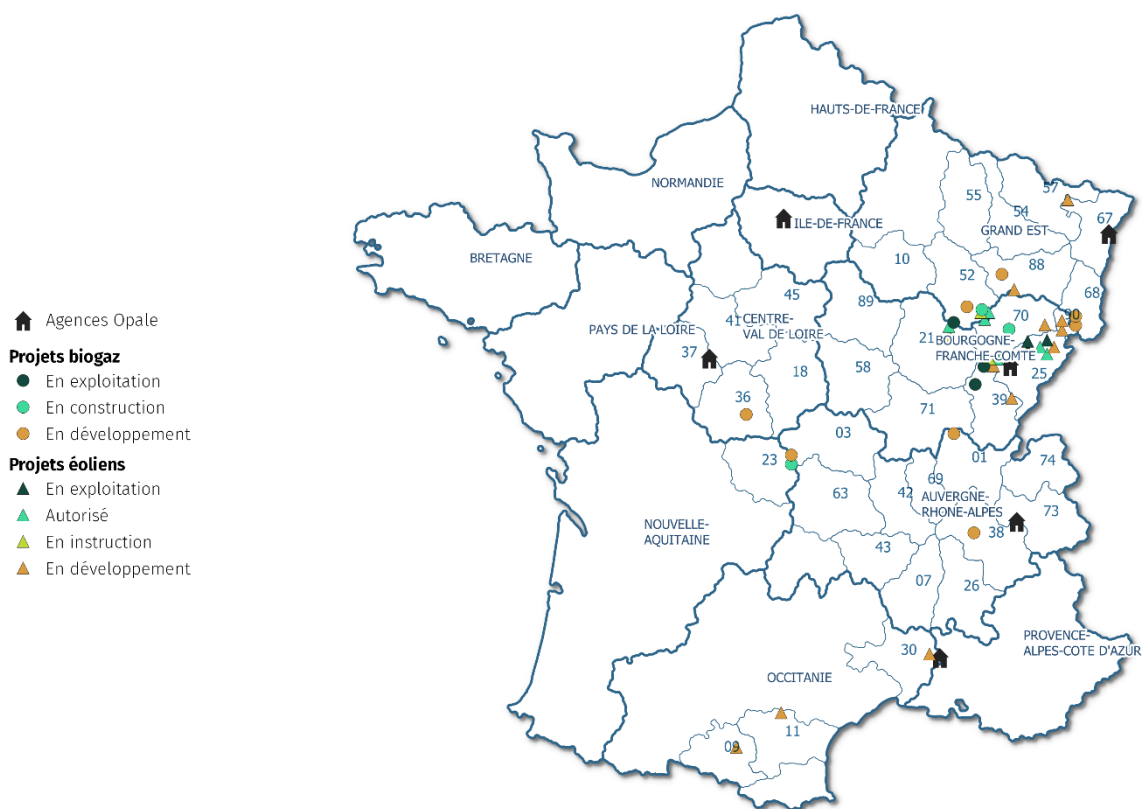 Agences Opale
Projets biogaz
En exploitation
En construction
En développement
Projets éoliens
En exploitation
Autorisé
En instruction
En développement
HAUTS-DE-FRANCE
NORMANDIE
57
55
54
67
ILE-DE-FRANCE
GRAND EST
BRETAGNE
10
88
52
68
45
89
70
90
41
CENTRE-
VAL DE LOIRE
PAYS DE LA LOIRE
21
BOURGOGNE-
FRANCHE-COMTE
37
58
18
25
36
39
71
03
23
01
74
69
63
42
AUVERGNE-
RHONE-ALPES
73
NOUVELLE-
AQUITAINE
38
43
07
26
PROVENCE-
ALPES-COTE D'AZUR
30
OCCITANIE
11
09